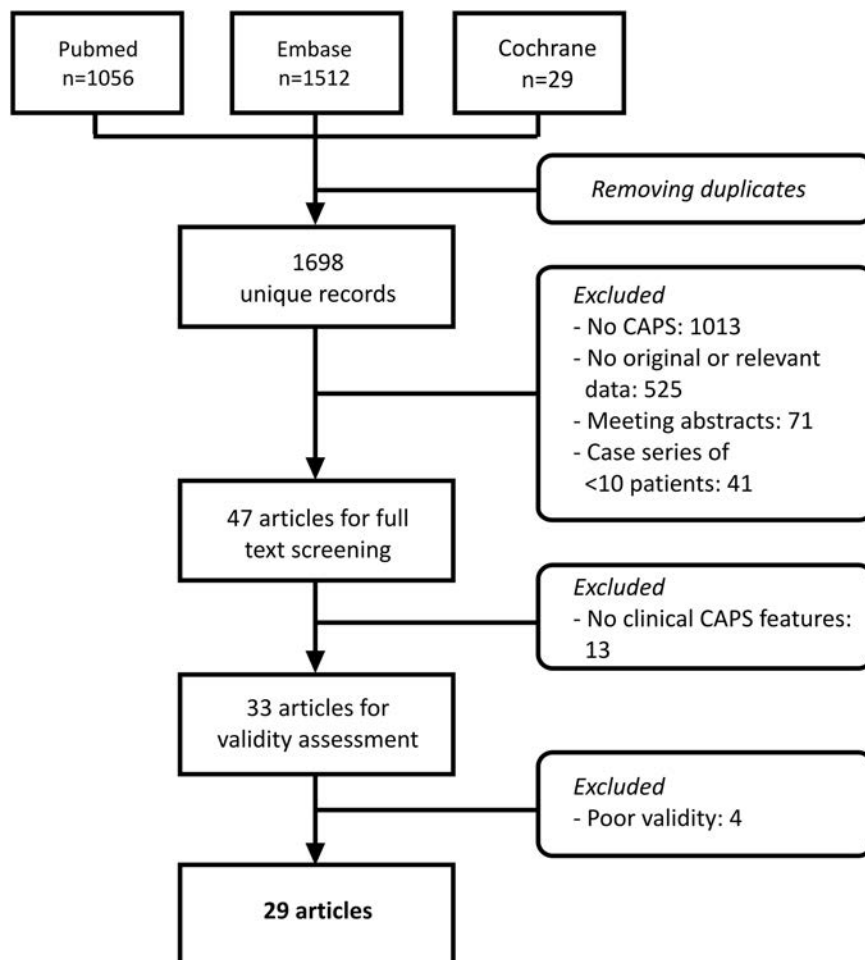 Pubmed
n=1056
Embase
n=1512
Cochrane
n=29
Removing duplicates
1698
unique records
Excluded
- No CAPS: 1013
- No original or relevant
data: 525
- Meeting abstracts: 71
- Case series of
<10 patients: 41
47 articles for full
text screening
Excluded
- No clinical CAPS features:
13
33 articles for
validity assessment
Excluded
- Poor validity: 4
29 articles